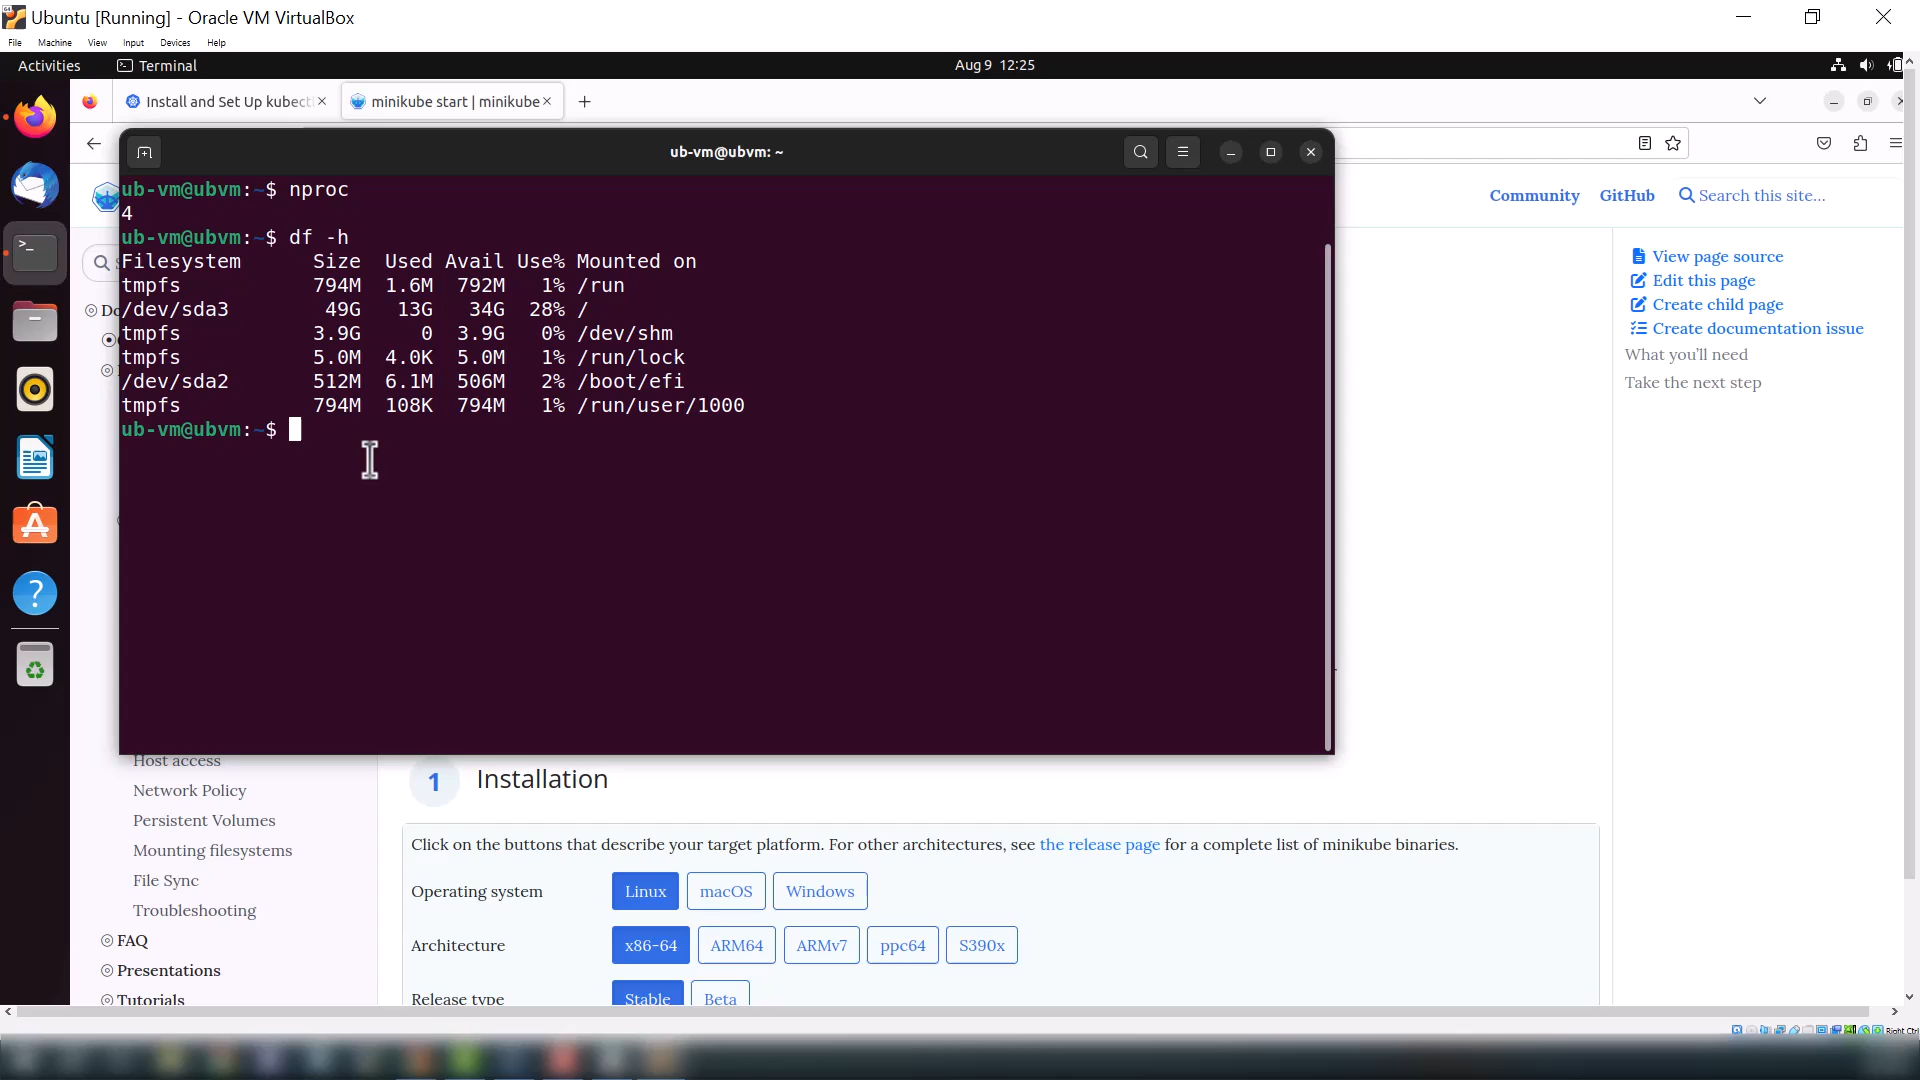 Ubuntu [Running] - Oracle VM VirtualBox
File Machine View Input Devices Help
Activities Terminal Aug 9 12:25
Install and Set Up kubectl minikube start | minikube
ub-vm@ubvm: ~
ub-vm@ubvm:~$ nproc
4
ub-vm@ubvm:~$ df -h
Filesystem Size Used Avail Use% Mounted on
tmpfs 794M 1.6M 792M 1% /run
/dev/sda3 49G 13G 34G 28% /
tmpfs 3.9G 0 3.9G 0% /dev/shm
tmpfs 5.0M 4.0K 5.0M 1% /run/lock
/dev/sda2 512M 6.1M 506M 2% /boot/efi
tmpfs 794M 108K 794M 1% /run/user/1000
ub-vm@ubvm:~$
Community GitHub Search this site...
View page source
Edit this page
Create child page
Create documentation issue
What you'll need
Take the next step
Host access
Network Policy
Persistent Volumes
Mounting filesystems
File Sync
Troubleshooting
FAQ
Presentations
Tutorials
1 Installation
Click on the buttons that describe your target platform. For other architectures, see the release page for a complete list of minikube binaries.
Operating system Linux macOS Windows
Architecture x86-64 ARM64 ARMv7 ppc64 S390x
Release type Stable Beta
Right Ctrl